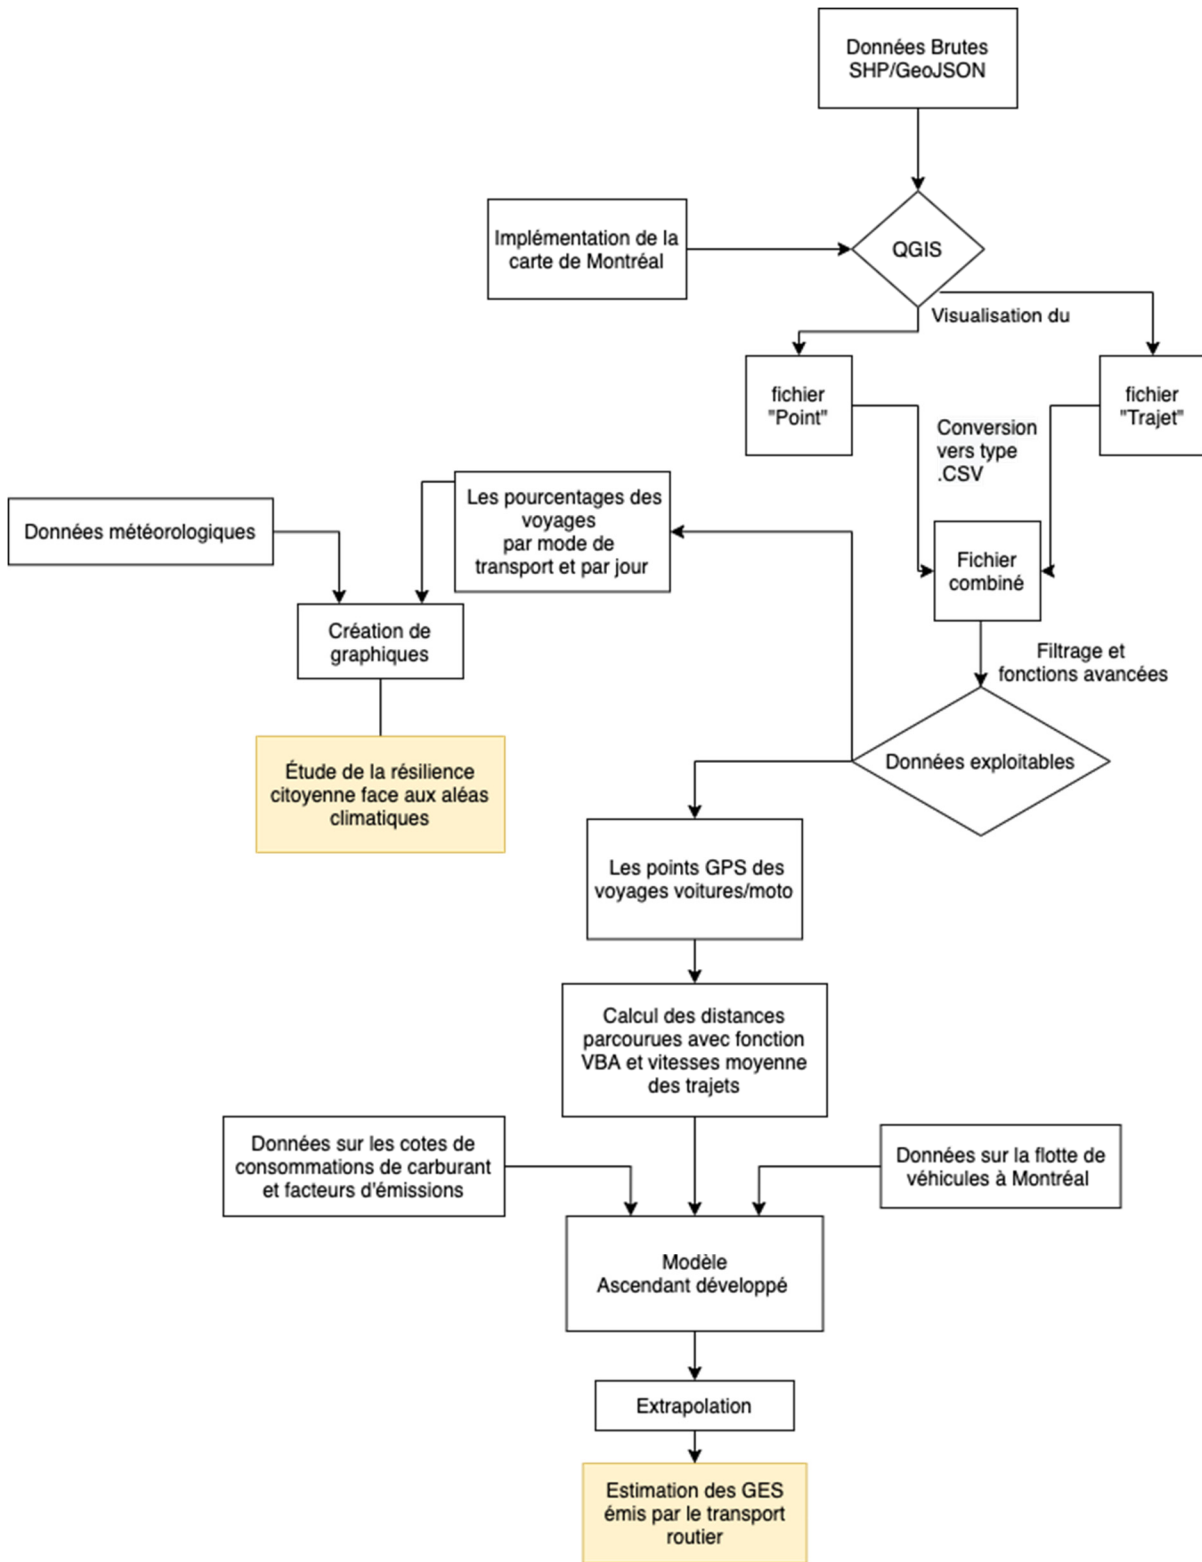 Données Brutes
SHP/GeoJSON
Implémentation de la
carte de Montréal
QGIS
Visualisation du
fichier
"Point"
fichier
"Trajet"
Conversion
vers type
.CSV
Les pourcentages des
voyages
par mode de
transport et par jour
Données météorologiques
Fichier
combiné
Création de
graphiques
Filtrage et
fonctions avancées
Étude de la résilience
citoyenne face aux aléas
climatiques
Données exploitables
Les points GPS des
voyages voitures/moto
Calcul des distances
parcourues avec fonction
VBA et vitesses moyenne
des trajets
Données sur les cotes de
consommations de carburant
et facteurs d'émissions
Données sur la flotte de
véhicules à Montréal
Modèle
Ascendant développé
Extrapolation
Estimation des GES
émis par le transport
routier